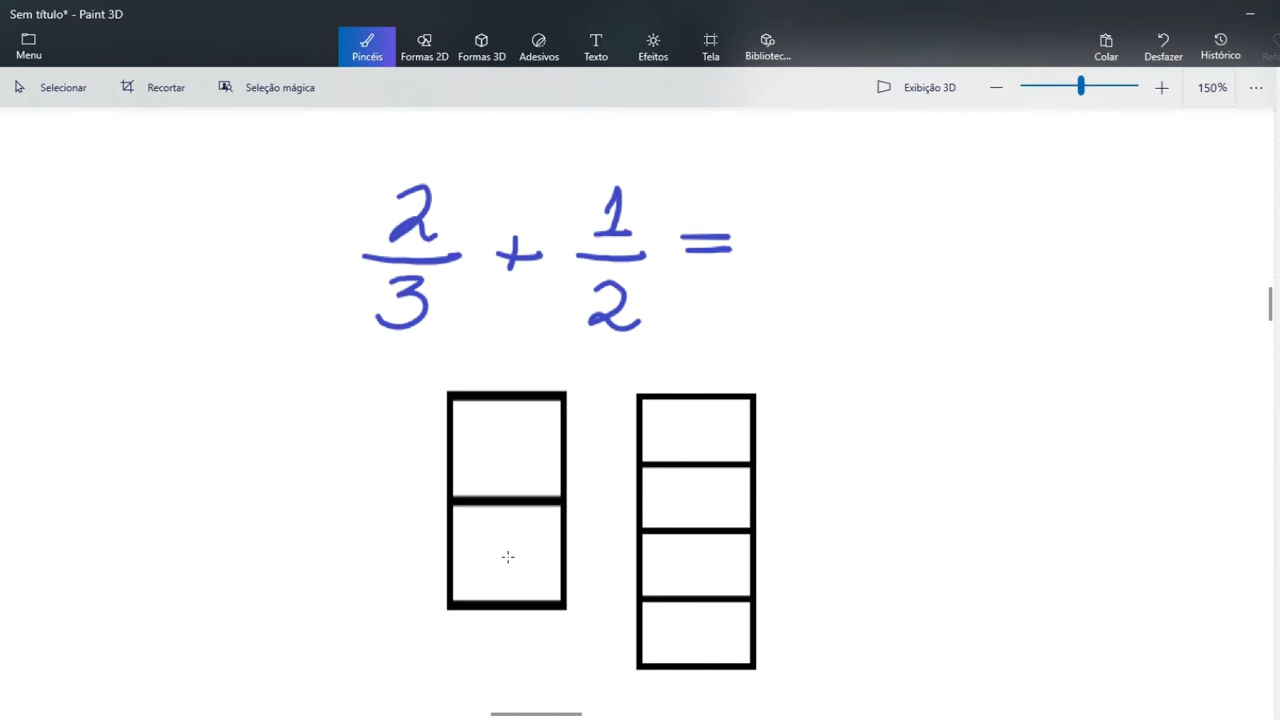 Sem título* - Paint 3D
Menu
Pincéis
Formas 2D
Formas 3D
Adesivos
Texto
Efeitos
Tela
Bibliotec...
Colar
Desfazer
Histórico
Selecionar
Recortar
Seleção mágica
Exibição 3D
150%
2/3 + 1/2 =